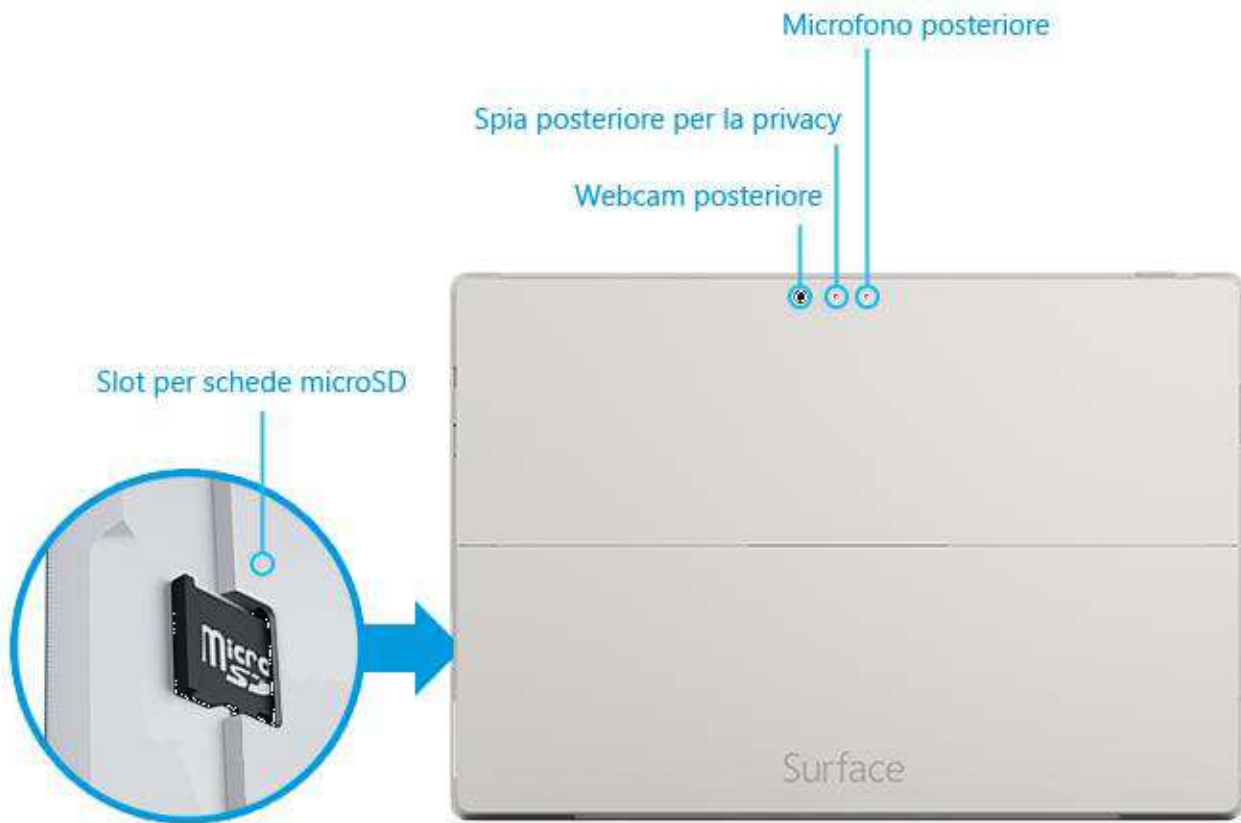 Microfono posteriore
Spia posteriore per la privacy
Webcam posteriore
Slot per schede microSD
Micro
SD
Surface